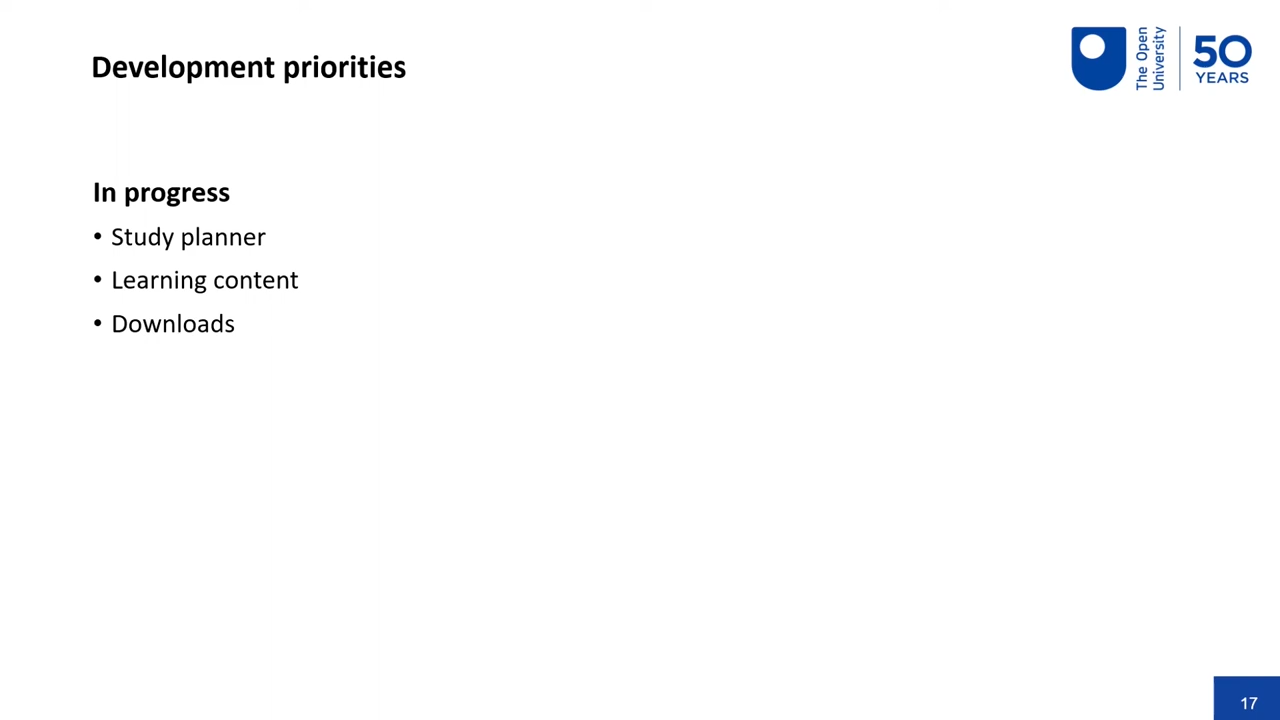 Development priorities
The Open
University
50
YEARS
In progress
• Study planner
• Learning content
• Downloads
17